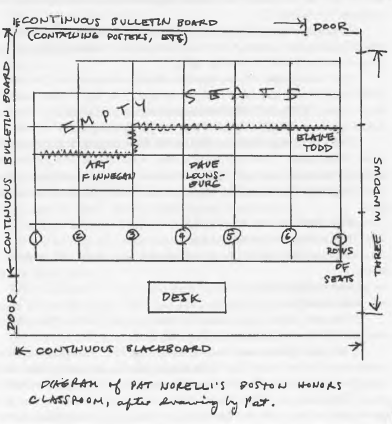 CONTINUOUS BULLETIN BOARD
DOOR
(CONTAINING POSTERS, ETC)
CONTINUOUS BULLETIN BOARD
EMPTY SEATS
ELAINE
TODD
ART
FINNEGAN
DAVE
LOUNS-
BURG
THREE WINDOWS
1 2 3 4 5 6 7
ROWS
OF
SEATS
DOOR
DESK
CONTINUOUS BLACKBOARD
DIAGRAM of PAT NORELLI'S BOSTON HONORS
CLASSROOM, after drawing by Pat.